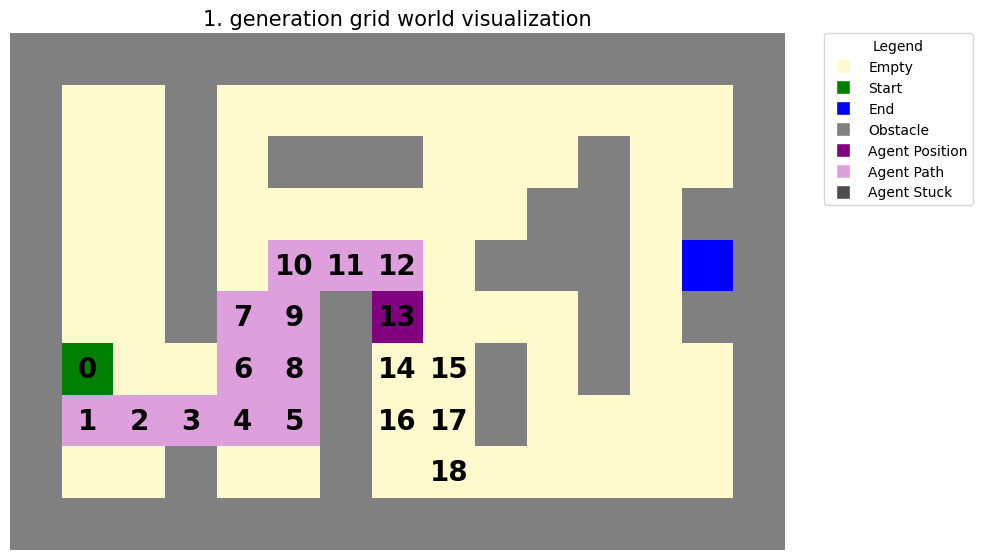 1. generation grid world visualization
Legend
Empty
Start
End
Obstacle
Agent Position
Agent Path
Agent Stuck
10 11 12
7 9 13
0 6 8 14 15
1 2 3 4 5 16 17
18